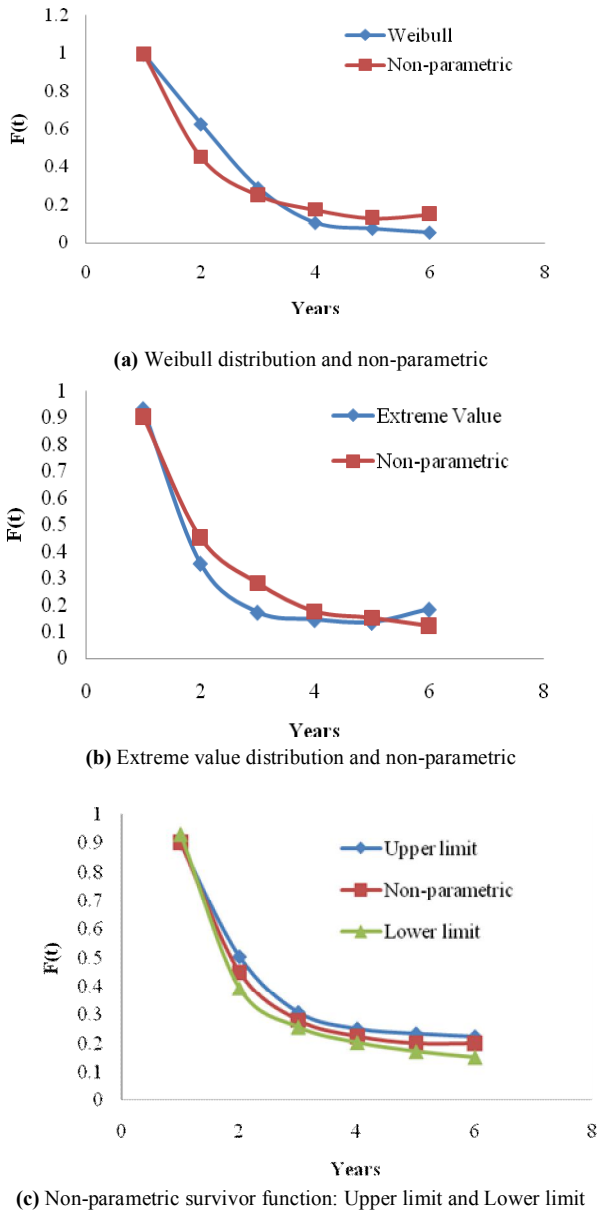 1.2
1
0.8
0.6
0.4
0.2
0
F(t)
Weibull
Non-parametric
0 2 4 6 8
Years
(a) Weibull distribution and non-parametric
1
0.9
0.8
0.7
0.6
0.5
0.4
0.3
0.2
0.1
0
F(t)
Extreme Value
Non-parametric
0 2 4 6 8
Years
(b) Extreme value distribution and non-parametric
1
0.9
0.8
0.7
0.6
0.5
0.4
0.3
0.2
0.1
0
F(t)
Upper limit
Non-parametric
Lower limit
0 2 4 6 8
Years
(c) Non-parametric survivor function: Upper limit and Lower limit